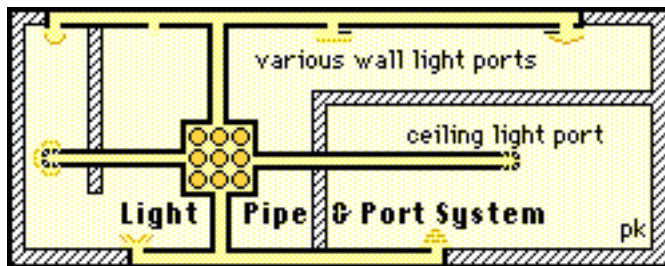 various wall light ports
ceiling light port
Light Pipe & Port System
pk